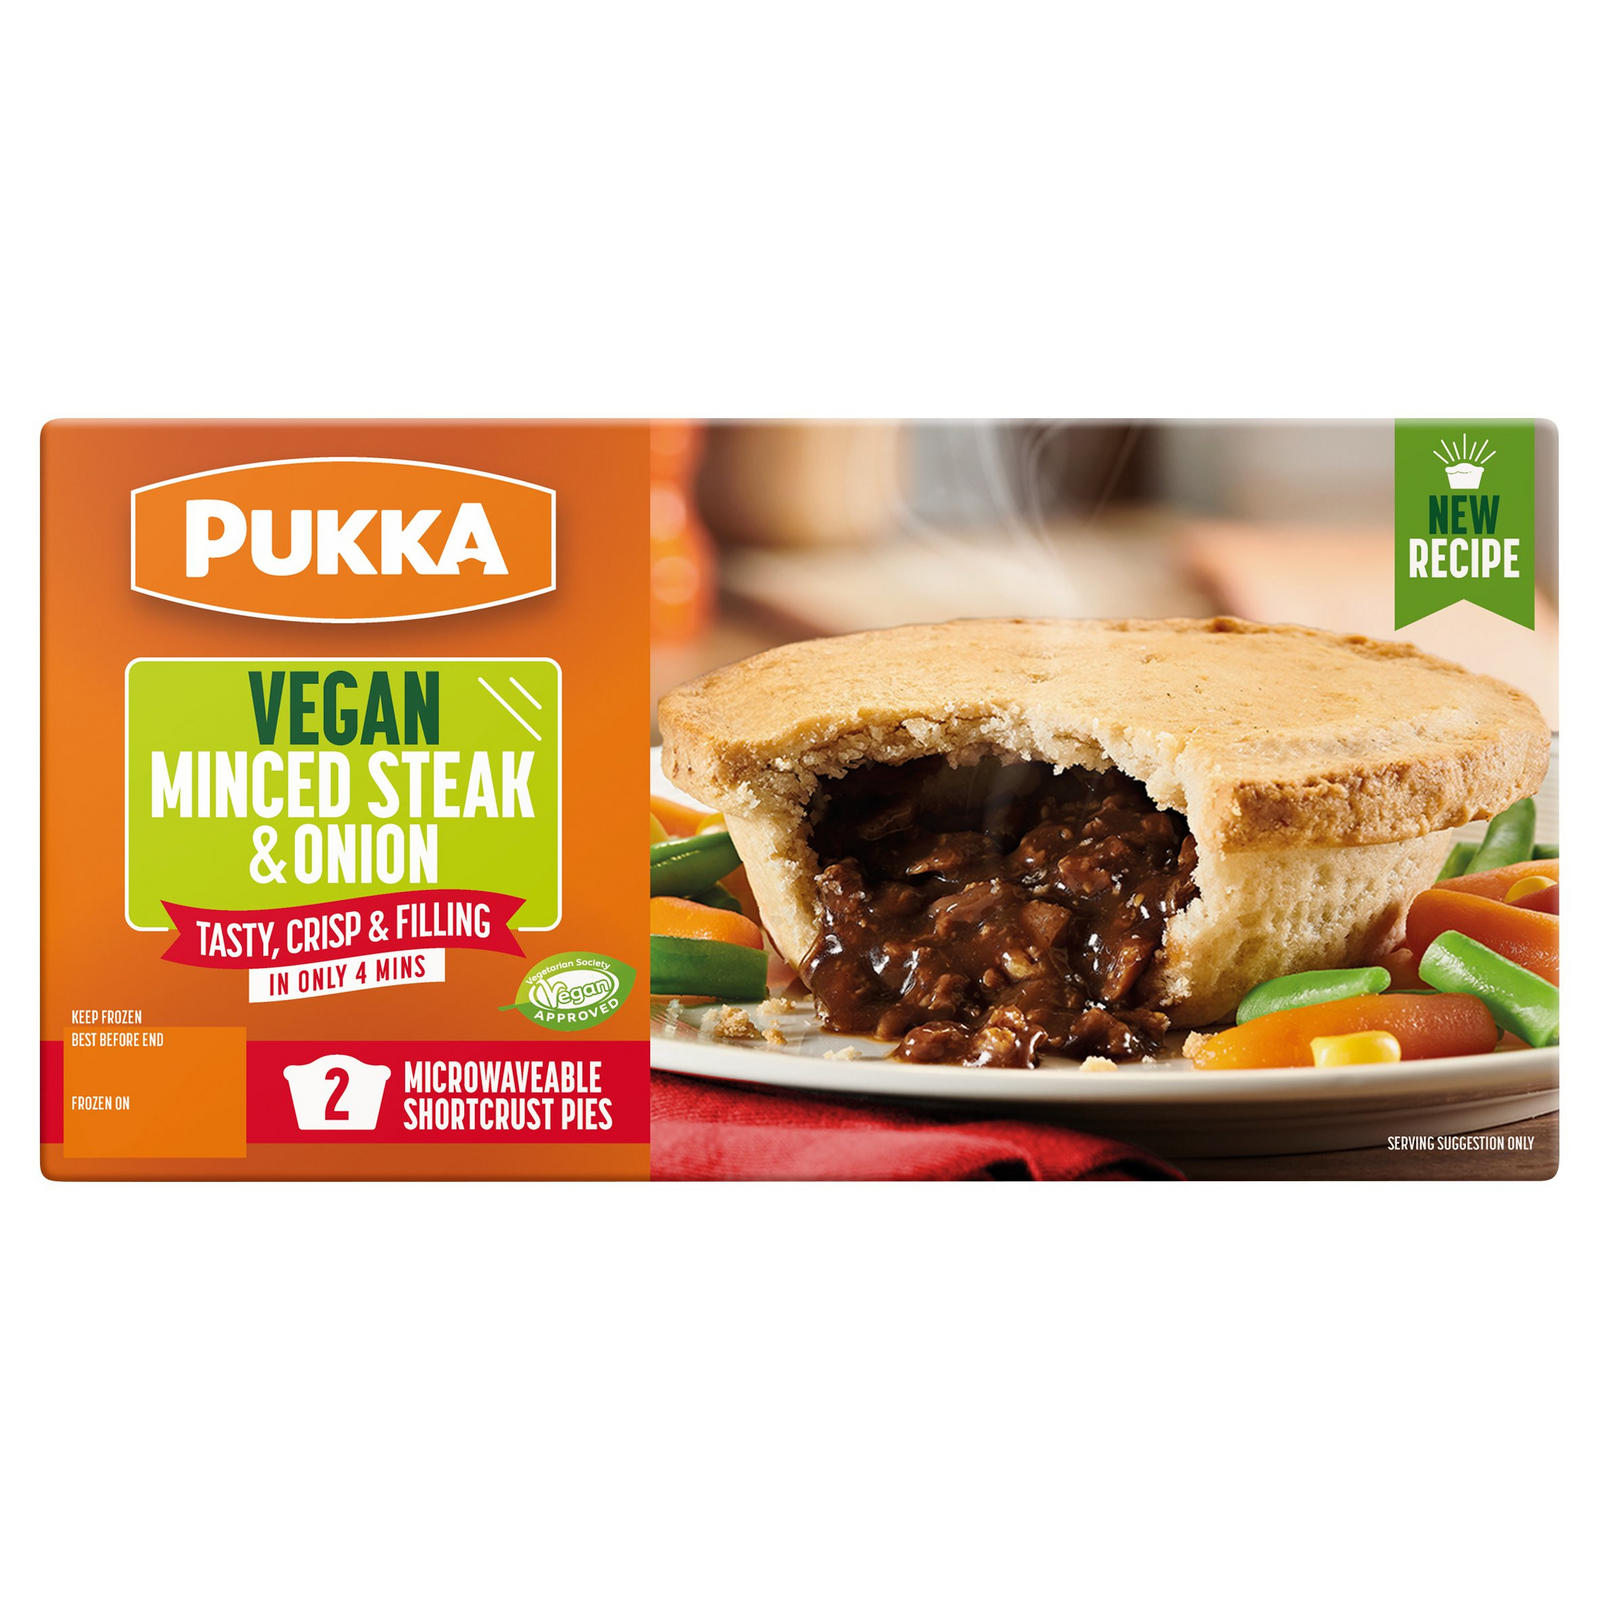 PUKKA
VEGAN
MINCED STEAK
& ONION
TASTY, CRISP & FILLING
IN ONLY 4 MINS
Vegetarian Society
Vegan
APPROVED
KEEP FROZEN
BEST BEFORE END
FROZEN ON
2
MICROWAVEABLE
SHORTCRUST PIES
NEW
RECIPE
SERVING SUGGESTION ONLY